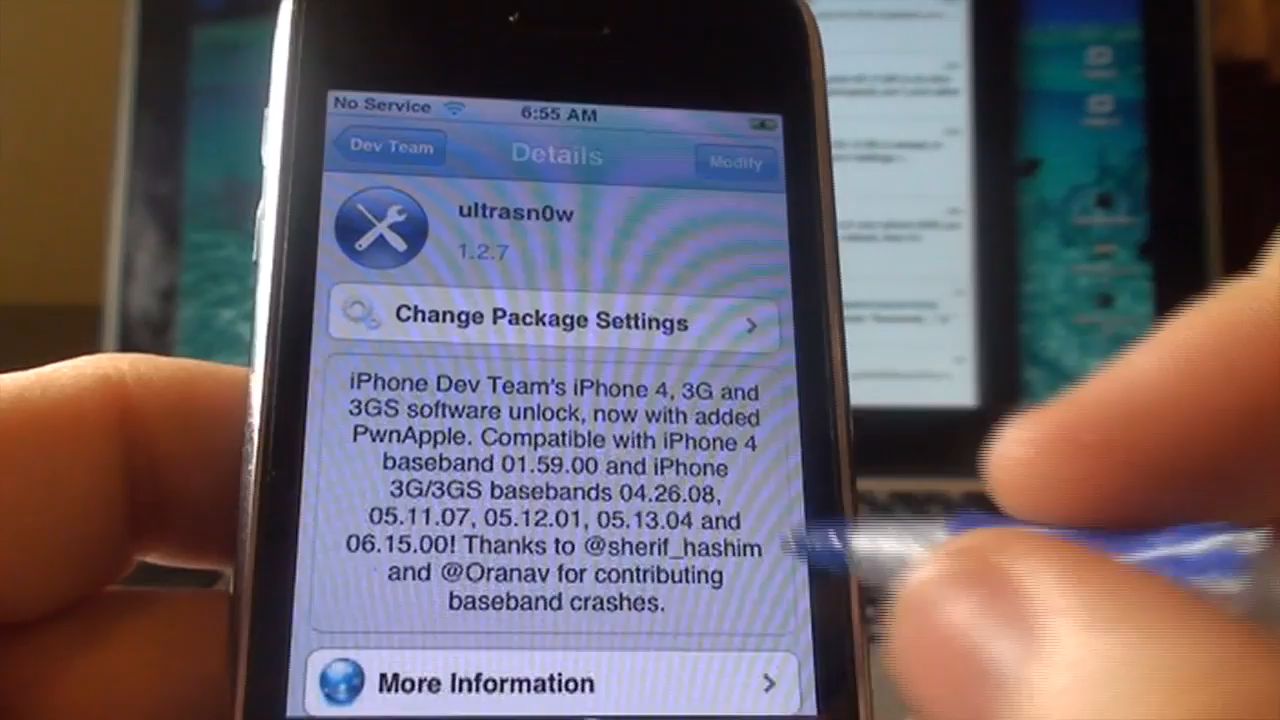 No Service 6:55 AM
Dev Team Details Modify
ultrasn0w
1.2.7
Change Package Settings
iPhone Dev Team's iPhone 4, 3G and
3GS software unlock, now with added
PwnApple. Compatible with iPhone 4
baseband 01.59.00 and iPhone
3G/3GS basebands 04.26.08,
05.11.07, 05.12.01, 05.13.04 and
06.15.00! Thanks to @sherif_hashim
and @Oranav for contributing
baseband crashes.
More Information